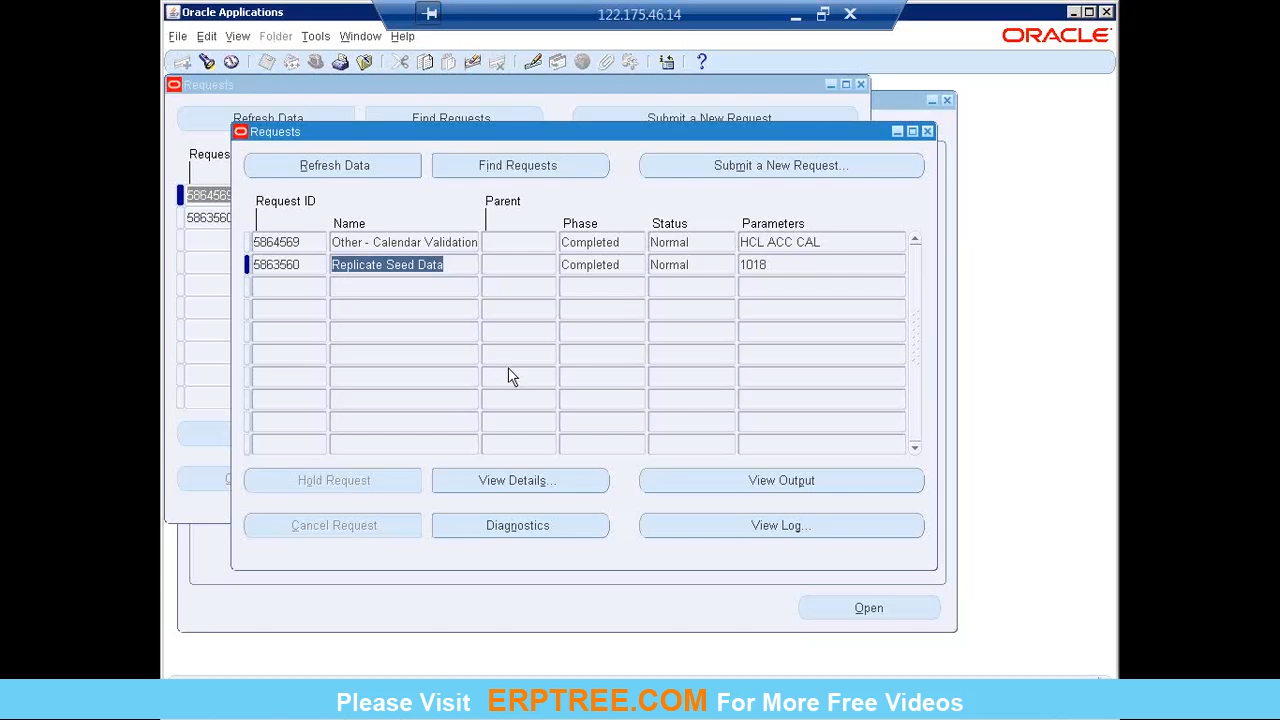 Oracle Applications
122.175.46.14
File Edit View Folder Tools Window Help
ORACLE
Requests
Refresh Data Find Requests Submit a New Request
Requests
Refresh Data Find Requests Submit a New Request...
Request ID Parent
Name Phase Status Parameters
5864569 Other - Calendar Validation Completed Normal HCL ACC CAL
5863560 Replicate Seed Data Completed Normal 1018
Reques
5864569
5863560
Hold Request View Details... View Output
Cancel Request Diagnostics View Log...
Open
Please Visit ERPTREE.COM For More Free Videos